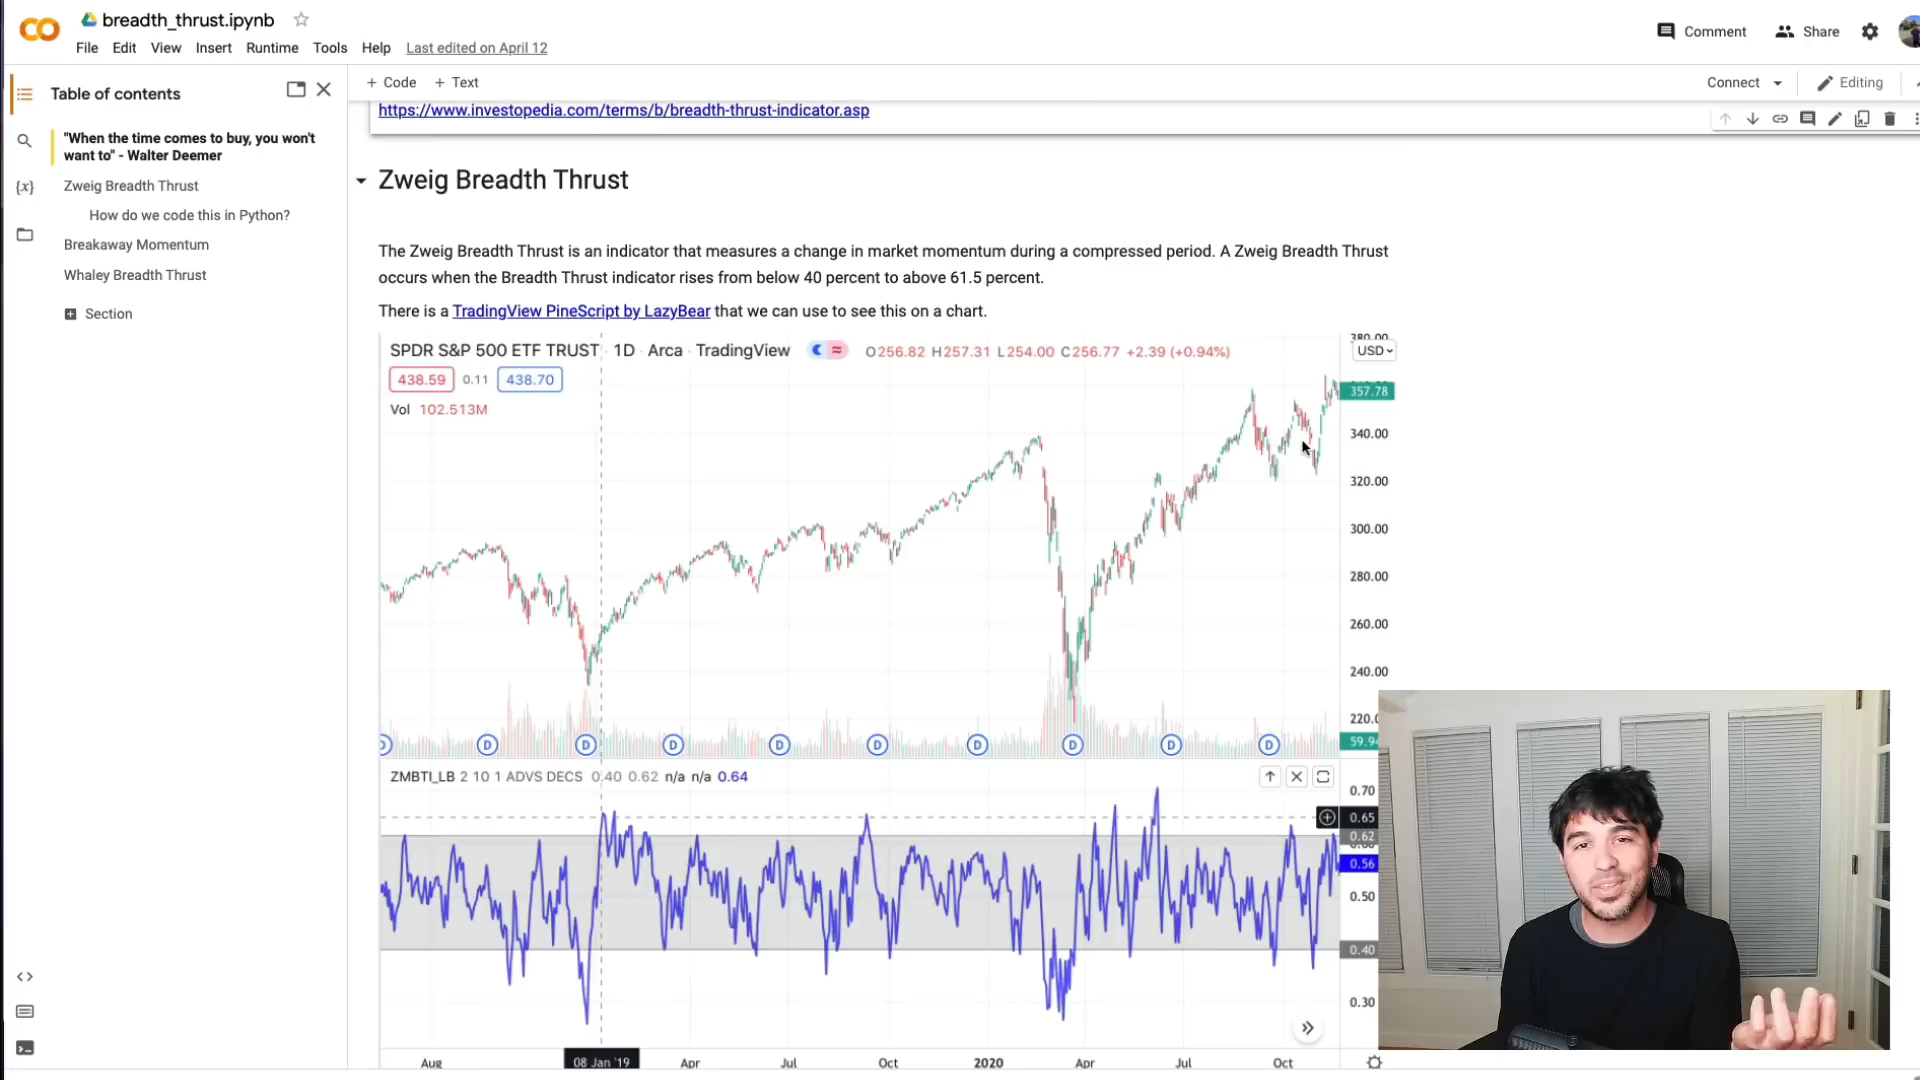 breadth_thrust.ipynb
File Edit View Insert Runtime Tools Help Last edited on April 12
Comment
Share
Table of contents
+ Code + Text
Connect
Editing
https://www.investopedia.com/terms/b/breadth-thrust-indicator.asp
"When the time comes to buy, you won't
want to" - Walter Deemer
Zweig Breadth Thrust
How do we code this in Python?
Breakaway Momentum
Whaley Breadth Thrust
Section
Zweig Breadth Thrust
The Zweig Breadth Thrust is an indicator that measures a change in market momentum during a compressed period. A Zweig Breadth Thrust
occurs when the Breadth Thrust indicator rises from below 40 percent to above 61.5 percent.
There is a TradingView PineScript by LazyBear that we can use to see this on a chart.
SPDR S&P 500 ETF TRUST 1D Arca TradingView O256.82 H257.31 L254.00 C256.77 +2.39 (+0.94%)
438.59 0.11 438.70
Vol 102.513M
380.00
USD
357.78
340.00
320.00
300.00
280.00
260.00
240.00
220.0
59.94
D D D D D D D D D
ZMBTI_LB 2 10 1 ADVS DECS 0.40 0.62 n/a n/a 0.64
0.70
0.65
0.62
0.56
0.50
0.40
0.30
Aug 08 Jan '19 Apr Jul Oct 2020 Apr Jul Oct